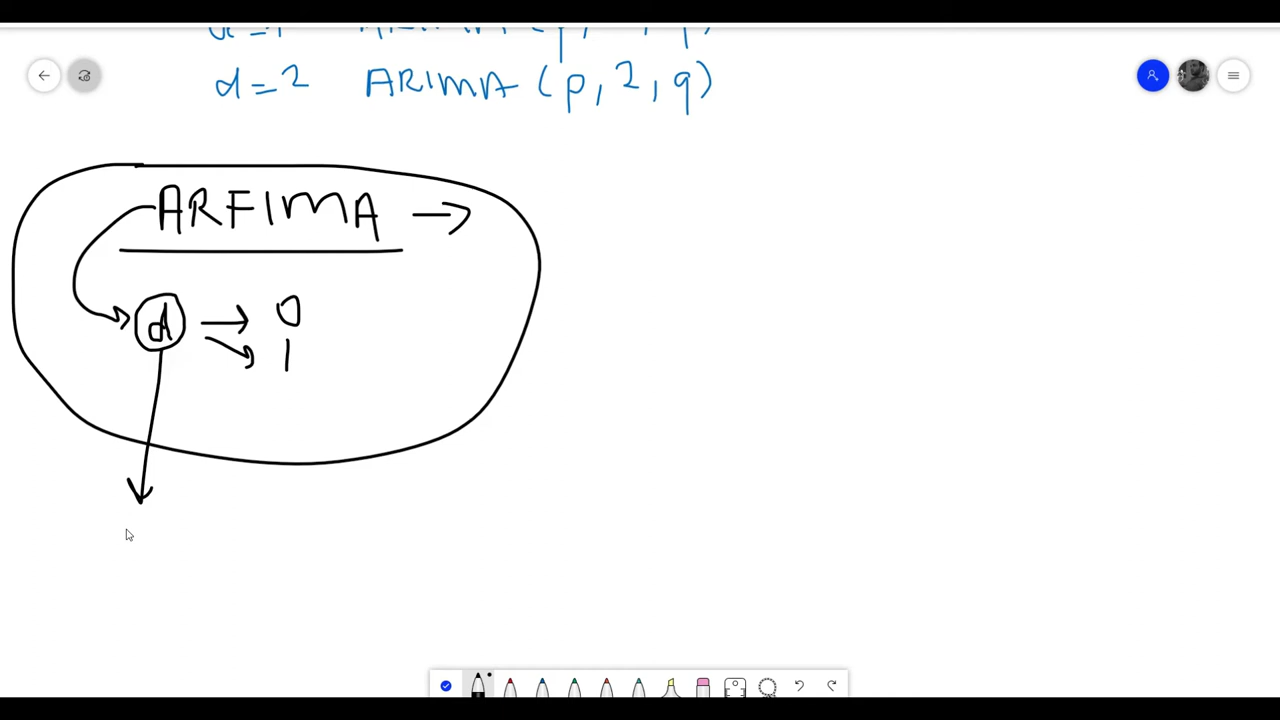 d=2 ARIMA (p, 2, q)
ARFIMA →
d → 0
1